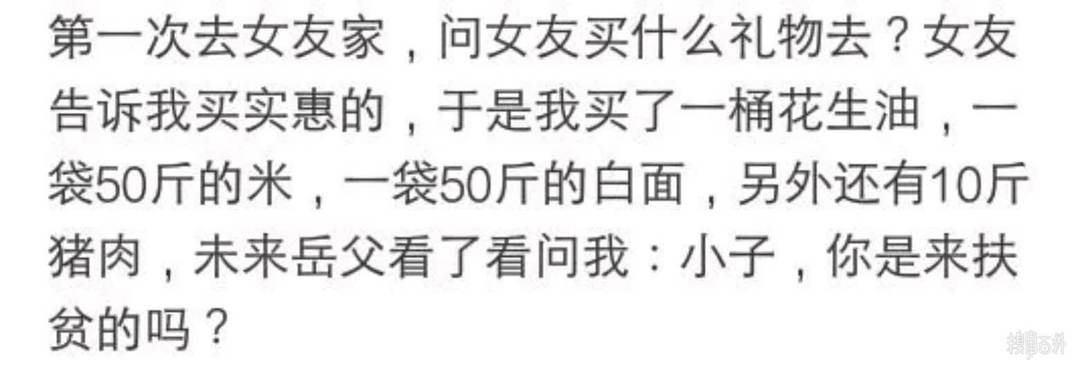 第一次去女友家，问女友买什么礼物去？女友
告诉我买实惠的，于是我买了一桶花生油，一
袋50斤的米，一袋50斤的白面，另外还有10斤
猪肉，未来岳父看了看问我：小子，你是来扶
贫的吗？